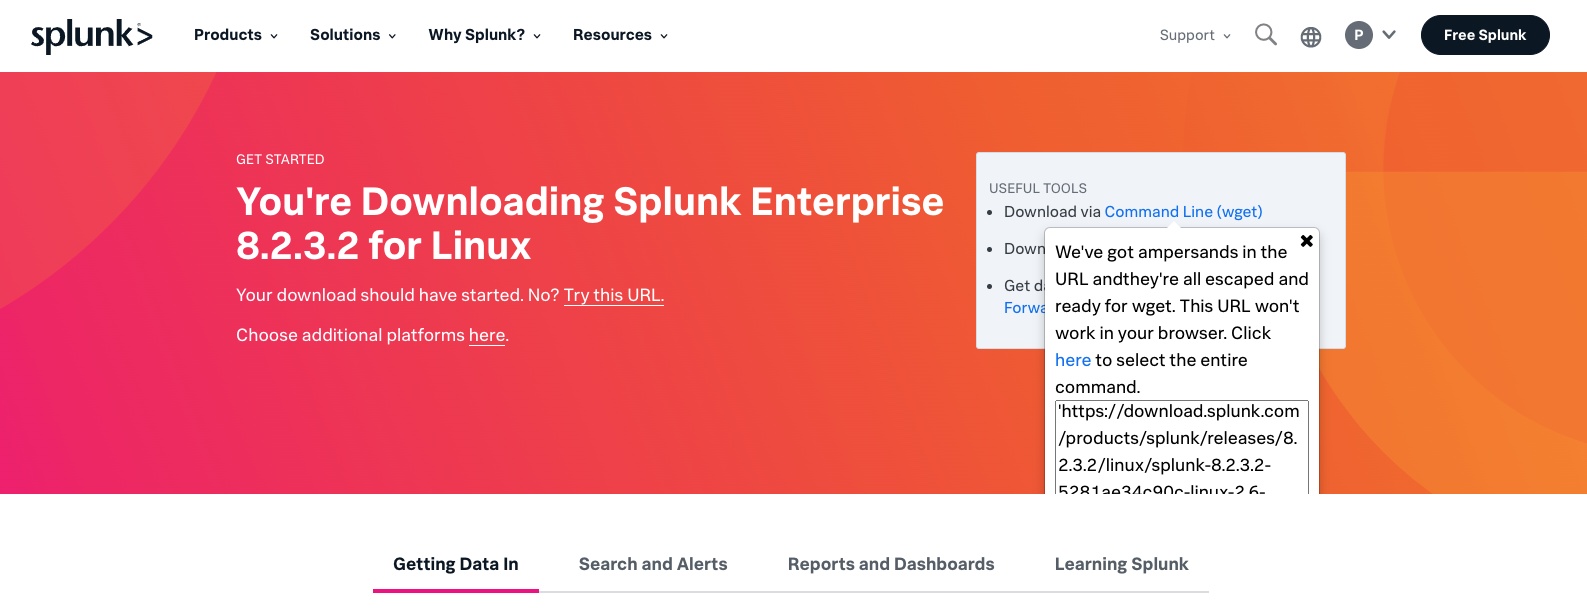 splunk>
Products
Solutions
Why Splunk?
Resources
Support
P
Free Splunk
GET STARTED
You're Downloading Splunk Enterprise
8.2.3.2 for Linux
Your download should have started. No? Try this URL.
Choose additional platforms here.
USEFUL TOOLS
Download via Command Line (wget)
Down
Get da
Forwa
We've got ampersands in the
URL andthey're all escaped and
ready for wget. This URL won't
work in your browser. Click
here to select the entire
command.
'https://download.splunk.com
/products/splunk/releases/8.
2.3.2/linux/splunk-8.2.3.2-
5281ae34c90c-linux-2.6-
Getting Data In
Search and Alerts
Reports and Dashboards
Learning Splunk